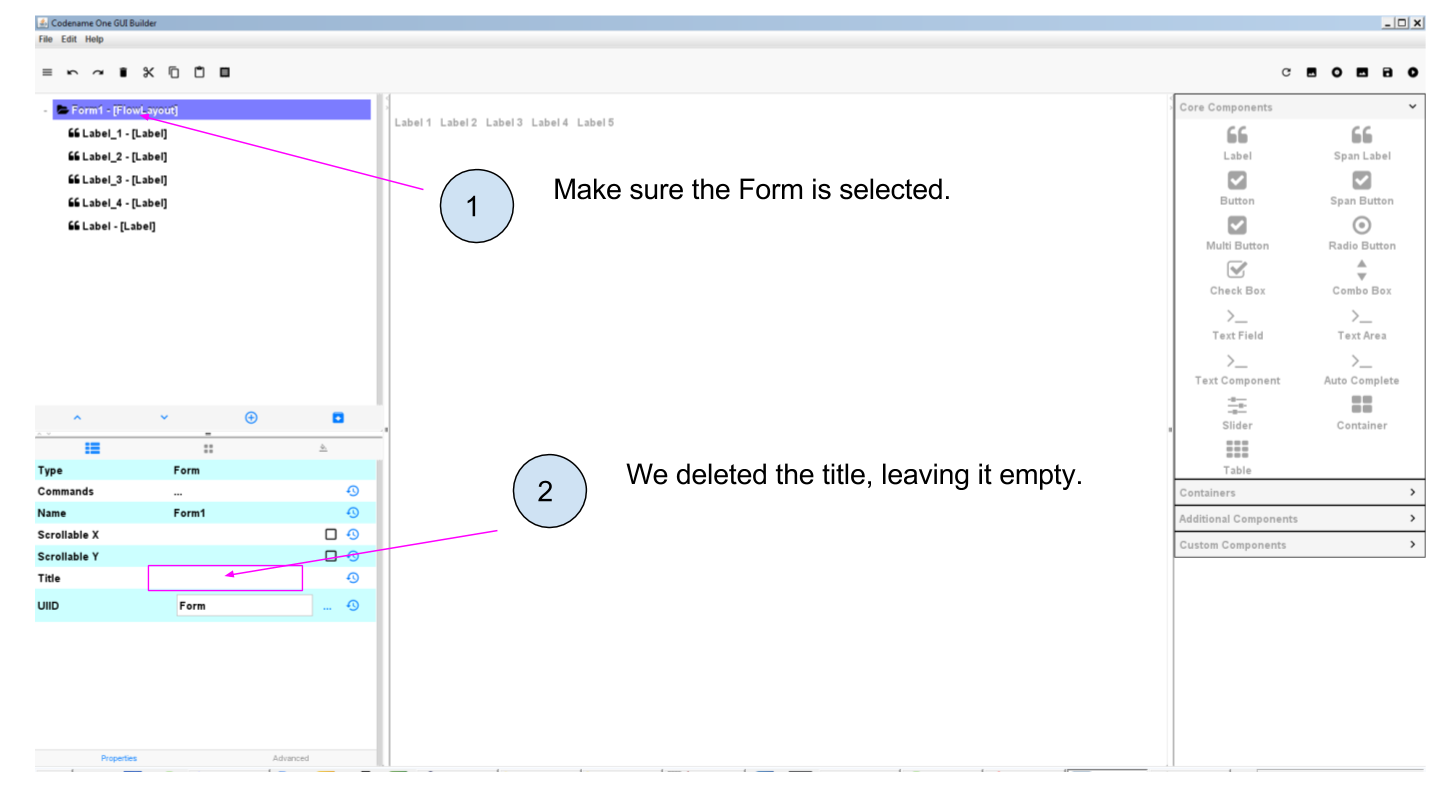 Codename One GUI Builder
File Edit Help
- Form1 - [FlowLayout]
Label_1 - [Label]
Label_2 - [Label]
Label_3 - [Label]
Label_4 - [Label]
Label - [Label]
Label 1 Label 2 Label 3 Label 4 Label 5
1
Make sure the Form is selected.
2
We deleted the title, leaving it empty.
Type Form
Commands ...
Name Form1
Scrollable X
Scrollable Y
Title
UIID Form ...
Properties Advanced
Core Components
Label Span Label
Button Span Button
Multi Button Radio Button
Check Box Combo Box
Text Field Text Area
Text Component Auto Complete
Slider Container
Table
Containers
Additional Components
Custom Components